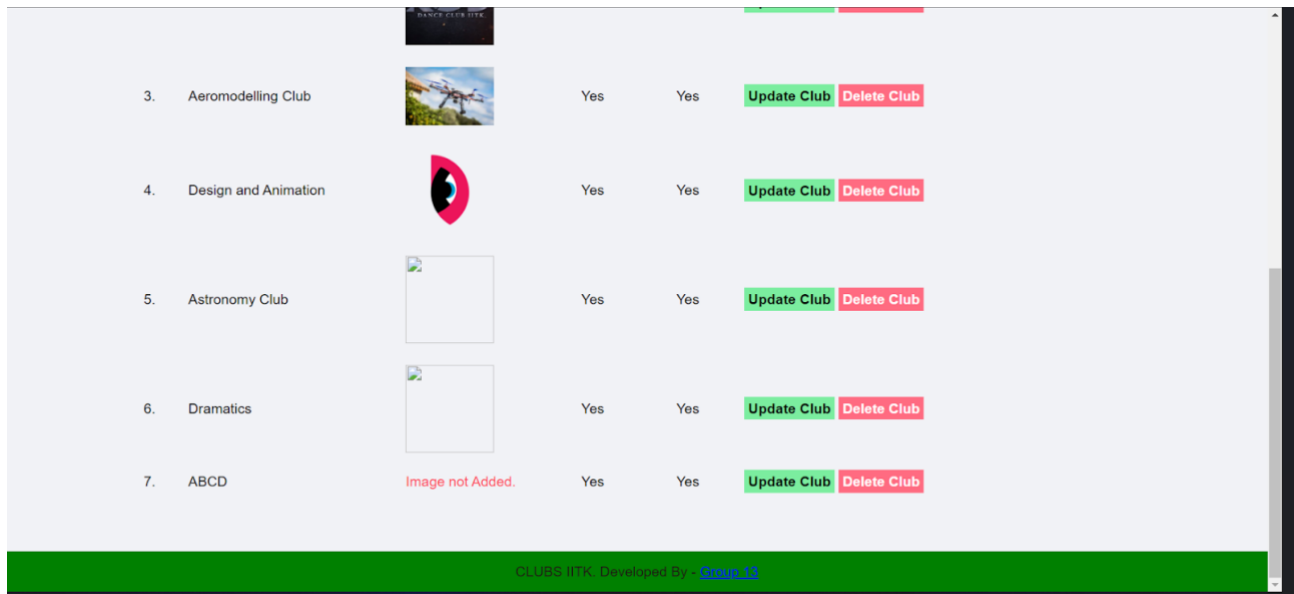 DANCE CLUB IITK.
3. Aeromodelling Club Yes Yes Update Club Delete Club
4. Design and Animation Yes Yes Update Club Delete Club
5. Astronomy Club Yes Yes Update Club Delete Club
6. Dramatics Yes Yes Update Club Delete Club
7. ABCD Image not Added. Yes Yes Update Club Delete Club
CLUBS IITK. Developed By - Group 13